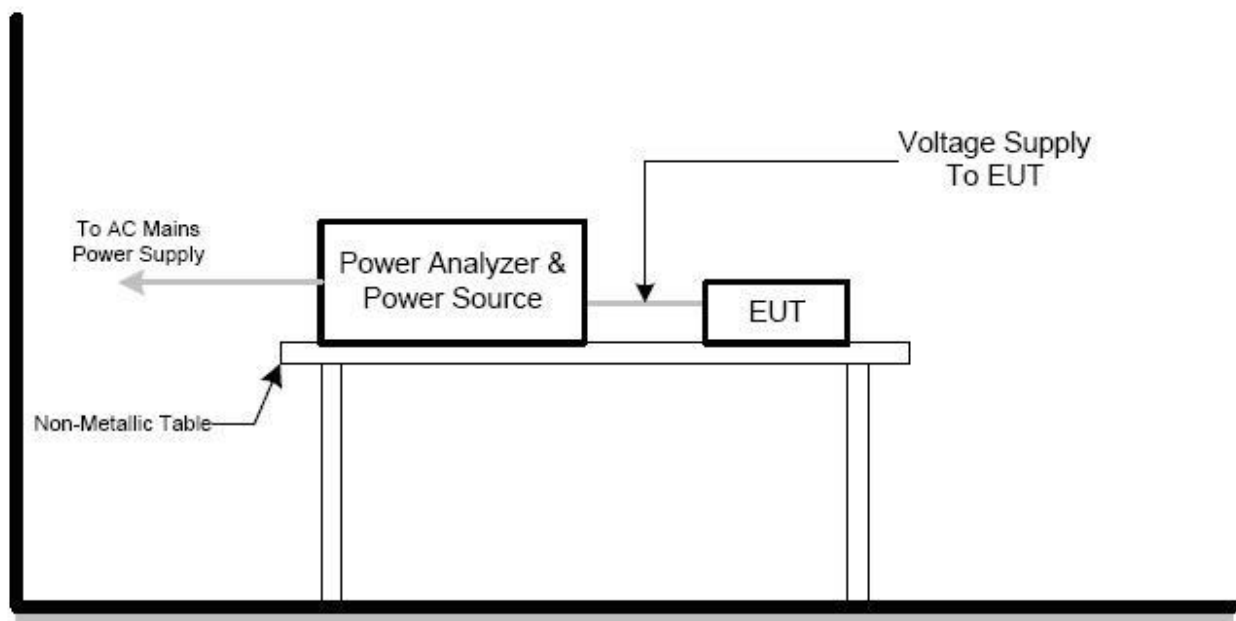 Voltage Supply
To EUT
To AC Mains
Power Supply
Power Analyzer &
Power Source
EUT
Non-Metallic Table